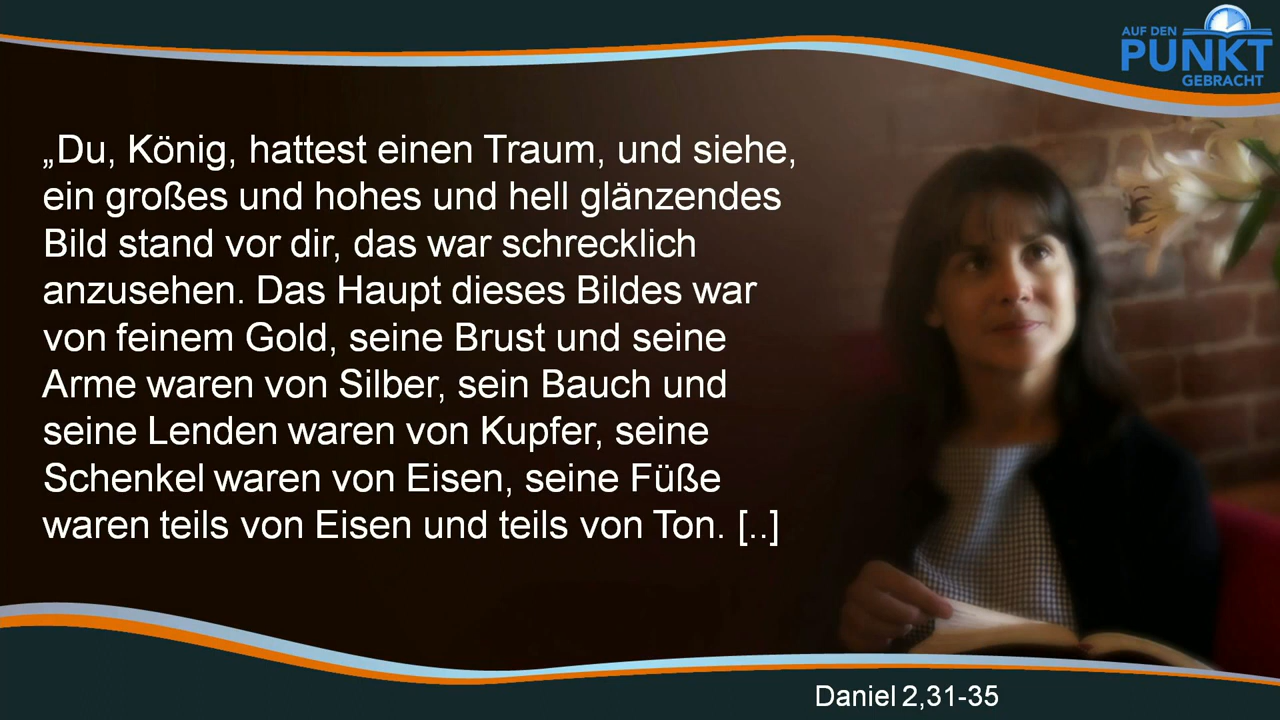 AUF DEN
PUNKT
GEBRACHT
„Du, König, hattest einen Traum, und siehe,
ein großes und hohes und hell glänzendes
Bild stand vor dir, das war schrecklich
anzusehen. Das Haupt dieses Bildes war
von feinem Gold, seine Brust und seine
Arme waren von Silber, sein Bauch und
seine Lenden waren von Kupfer, seine
Schenkel waren von Eisen, seine Füße
waren teils von Eisen und teils von Ton. [..]
Daniel 2,31-35